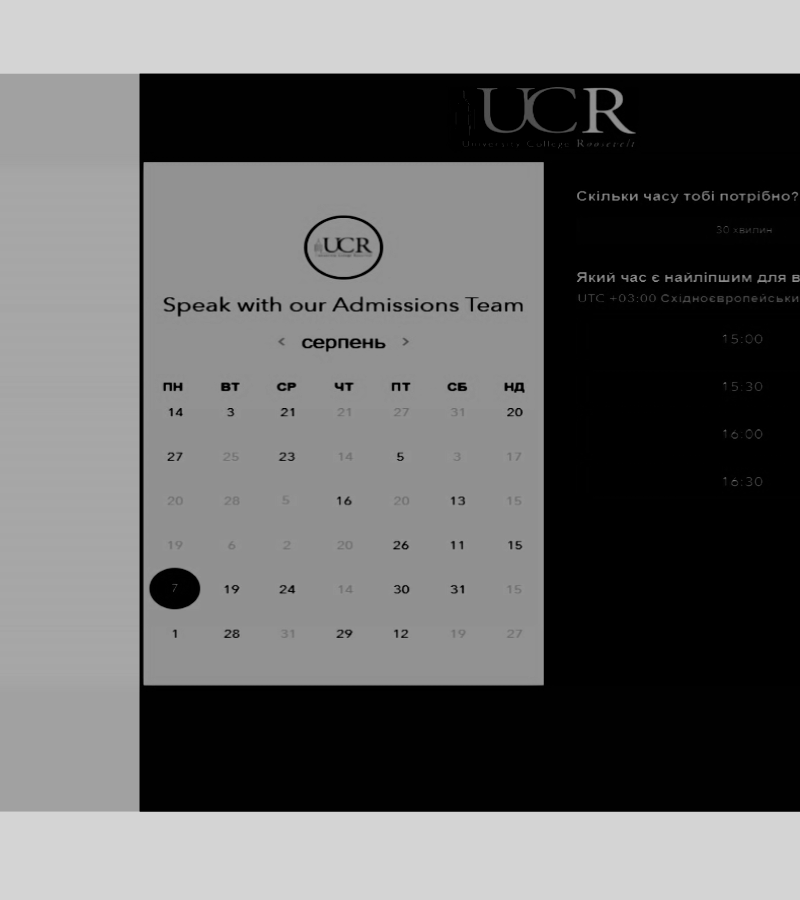 UCR
University College Roosevelt
UCR
Speak with our Admissions Team
< серпень >
ПН ВТ СР ЧТ ПТ СБ НД
14 3 21 21 27 31 20
27 25 23 14 5 3 17
20 28 5 16 20 13 15
19 6 2 20 26 11 15
7 19 24 14 30 31 15
1 28 31 29 12 19 27
Скільки часу тобі потрібно?
30 хвилин
Який час є найліпшим для в
UTC +03:00 Східноєвропейськи
15:00
15:30
16:00
16:30